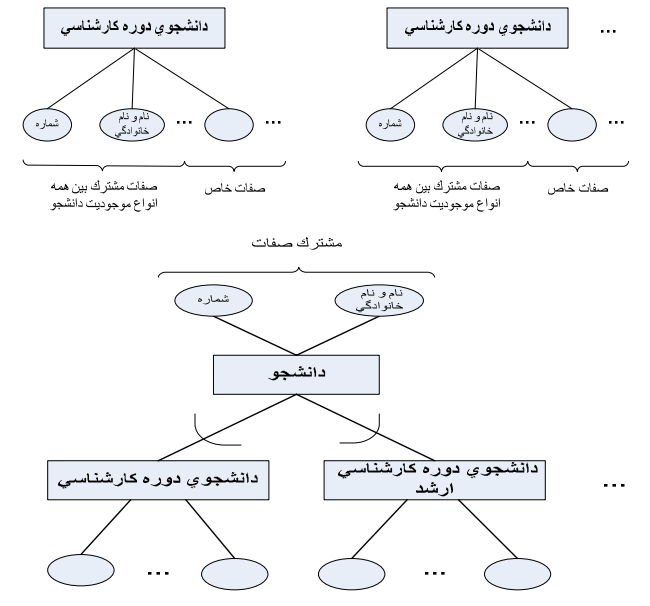 دانشجوي دوره كارشناسي
دانشجوي دوره كارشناسي
...
شماره
نام و نام
خانوادگي
...
...
شماره
نام و نام
خانوادگي
...
...
صفات مشترك بين همه
انواع موجوديت دانشجو
صفات خاص
صفات مشترك بين همه
انواع موجوديت دانشجو
صفات خاص
مشترك صفات
شماره
نام و نام
خانوادگي
دانشجو
دانشجوي دوره كارشناسي
دانشجوي دوره كارشناسي
ارشد
...
...
...